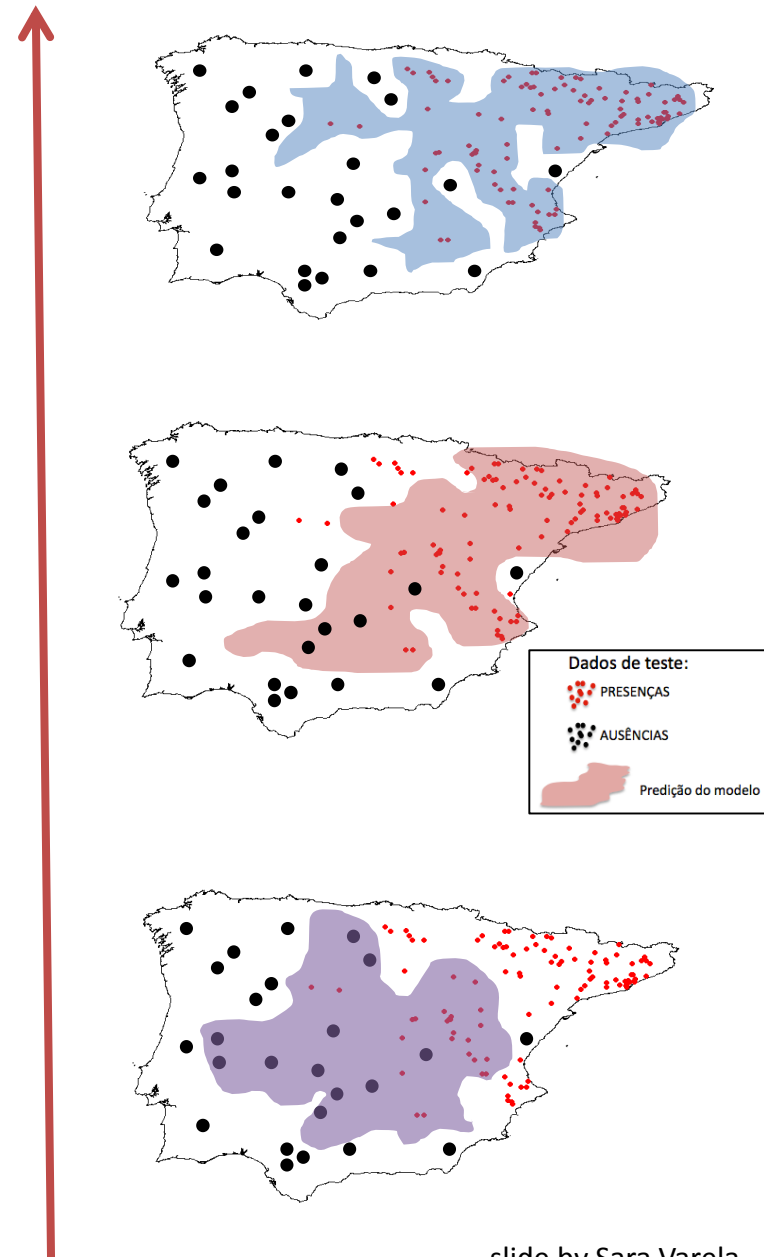 Dados de teste:
PRESENÇAS
AUSÊNCIAS
Predição do modelo
slide by Sara Varela